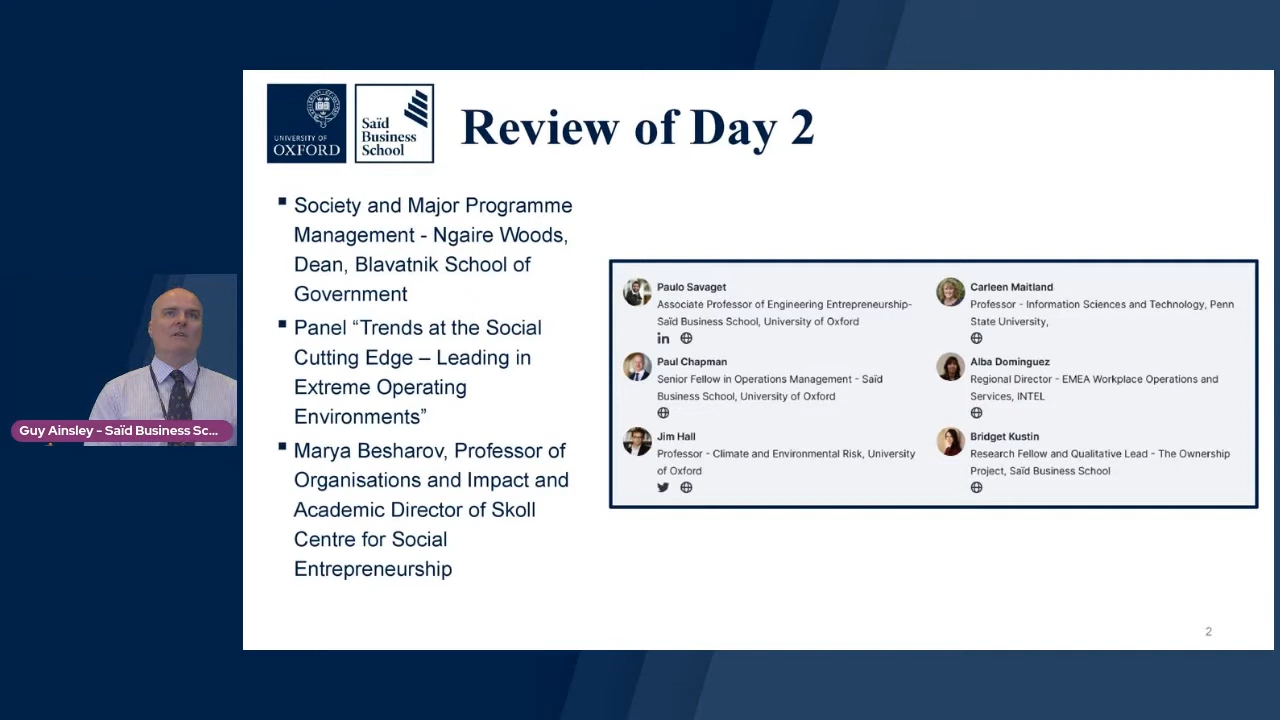 UNIVERSITY OF
OXFORD
Saïd
Business
School
Review of Day 2
Society and Major Programme
Management - Ngaire Woods,
Dean, Blavatnik School of
Government
Panel “Trends at the Social
Cutting Edge – Leading in
Extreme Operating
Environments”
Marya Besharov, Professor of
Organisations and Impact and
Academic Director of Skoll
Centre for Social
Entrepreneurship
Paulo Savaget
Associate Professor of Engineering Entrepreneurship-
Saïd Business School, University of Oxford
in
Paul Chapman
Senior Fellow in Operations Management - Saïd
Business School, University of Oxford
Jim Hall
Professor - Climate and Environmental Risk, University
of Oxford
Carleen Maitland
Professor - Information Sciences and Technology, Penn
State University,
Alba Dominguez
Regional Director - EMEA Workplace Operations and
Services, INTEL
Bridget Kustin
Research Fellow and Qualitative Lead - The Ownership
Project, Saïd Business School
Guy Ainsley - Saïd Business Sc...
2